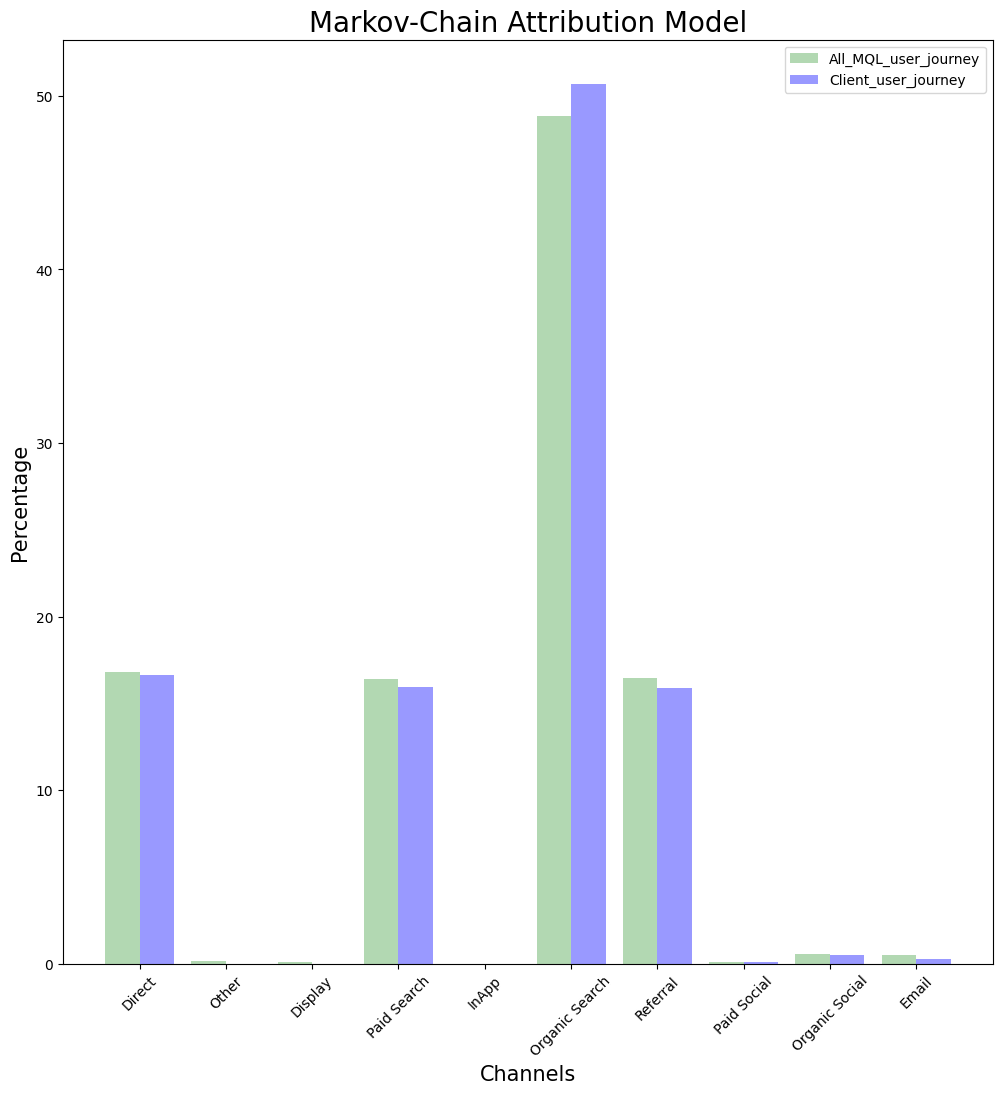 Markov-Chain Attribution Model
All_MQL_user_journey
Client_user_journey
Percentage
50
40
30
20
10
0
Direct
Other
Display
Paid Search
InApp
Organic Search
Referral
Paid Social
Organic Social
Email
Channels